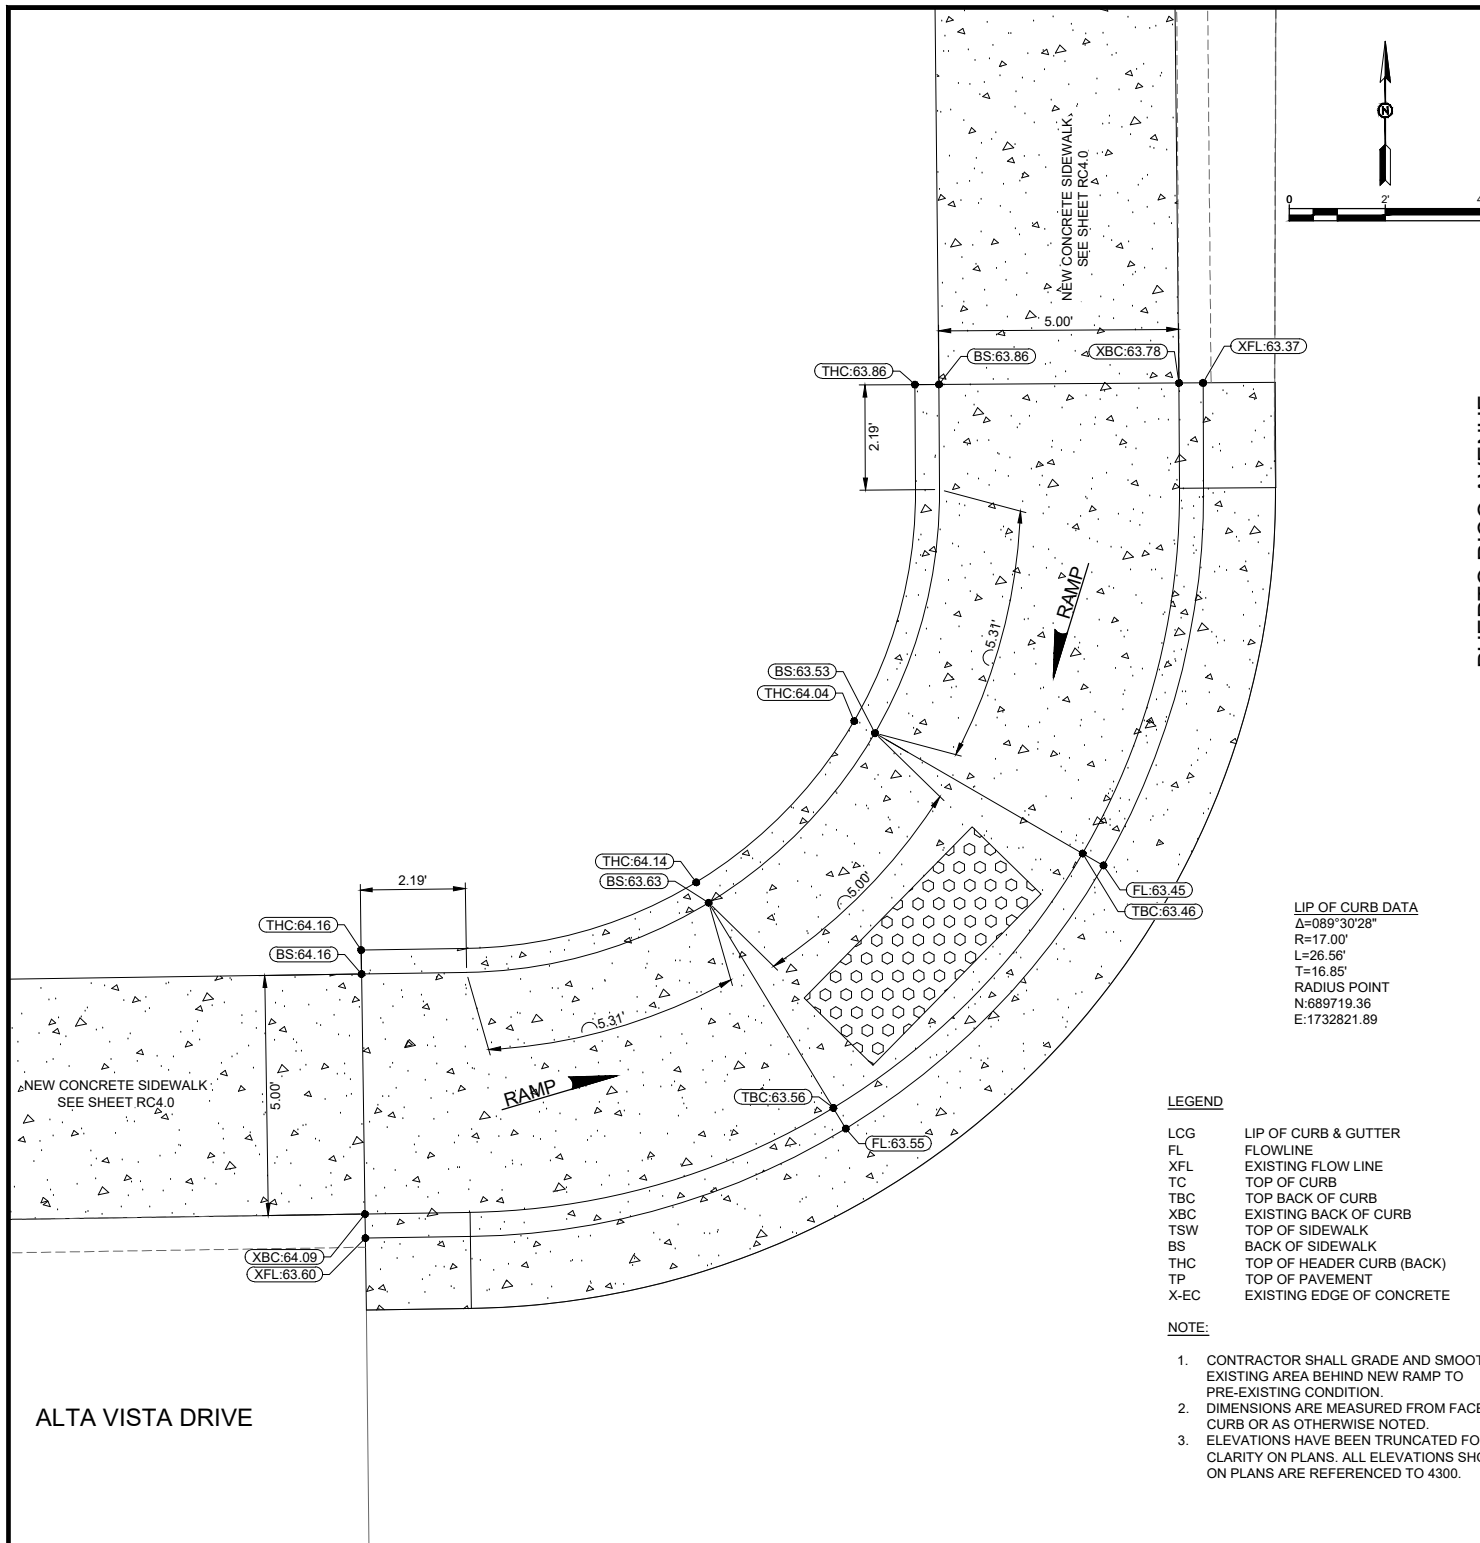 N
0 2'
NEW CONCRETE SIDEWALK,
SEE SHEET RC4.0
5.00'
THC:63.86
BS:63.86
XBC:63.78
XFL:63.37
2.19'
5.31'
RAMP
BS:63.53
THC:64.04
THC:64.14
BS:63.63
5.00'
2.19'
THC:64.16
BS:64.16
FL:63.45
TBC:63.46
5.31'
RAMP
NEW CONCRETE SIDEWALK
SEE SHEET RC4.0
5.00'
TBC:63.56
FL:63.55
XBC:64.09
XFL:63.60
ALTA VISTA DRIVE
LIP OF CURB DATA
Δ=089°30'28"
R=17.00'
L=26.56'
T=16.85'
RADIUS POINT
N:689719.36
E:1732821.89
LEGEND
LCG LIP OF CURB & GUTTER
FL FLOWLINE
XFL EXISTING FLOW LINE
TC TOP OF CURB
TBC TOP BACK OF CURB
XBC EXISTING BACK OF CURB
TSW TOP OF SIDEWALK
BS BACK OF SIDEWALK
THC TOP OF HEADER CURB (BACK)
TP TOP OF PAVEMENT
X-EC EXISTING EDGE OF CONCRETE
NOTE:
1. CONTRACTOR SHALL GRADE AND SMOOT
EXISTING AREA BEHIND NEW RAMP TO
PRE-EXISTING CONDITION.
2. DIMENSIONS ARE MEASURED FROM FACE
CURB OR AS OTHERWISE NOTED.
3. ELEVATIONS HAVE BEEN TRUNCATED FO
CLARITY ON PLANS. ALL ELEVATIONS SHO
ON PLANS ARE REFERENCED TO 4300.